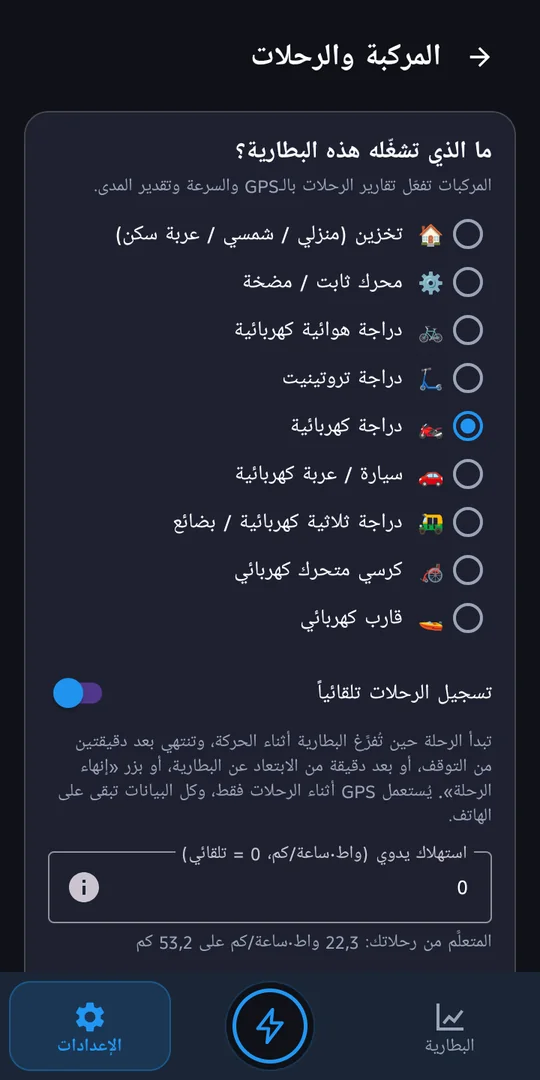 المركبة والرحلات
ما الذي تشغّله هذه البطارية؟
المركبات تفعّل تقارير الرحلات بالـGPS والسرعة وتقدير المدى.
تخزين (منزلي / شمسي / عربة سكن)
محرك ثابت / مضخة
دراجة هوائية كهربائية
دراجة تروتينيت
دراجة كهربائية
سيارة / عربة كهربائية
دراجة ثلاثية كهربائية / بضائع
كرسي متحرك كهربائي
قارب كهربائي
تسجيل الرحلات تلقائياً
تبدأ الرحلة حين تُفرَّغ البطارية أثناء الحركة، وتنتهي بعد دقيقتين
من التوقف، أو بعد دقيقة من الابتعاد عن البطارية، أو بزر «إنهاء
الرحلة». يُستعمل GPS أثناء الرحلات فقط، وكل البيانات تبقى على
الهاتف.
استهلاك يدوي (واط·ساعة/كم، 0 = تلقائي)
0
المتعلَّم من رحلاتك: 22,3 واط·ساعة/كم على 53,2 كم
البطارية
الإعدادات